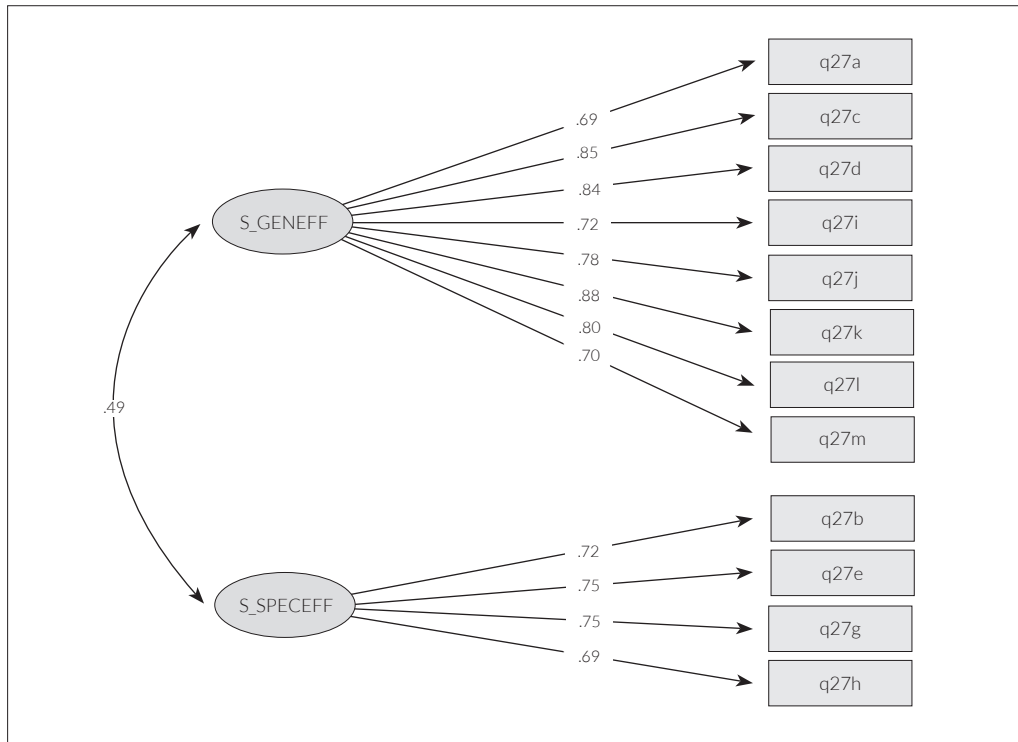 q27a
.69
q27c
.85
q27d
.84
S_GENEFF
.72
q27i
.78
q27j
.88
q27k
.80
q27l
.70
q27m
.49
q27b
.72
q27e
.75
S_SPECEFF
.75
q27g
.69
q27h